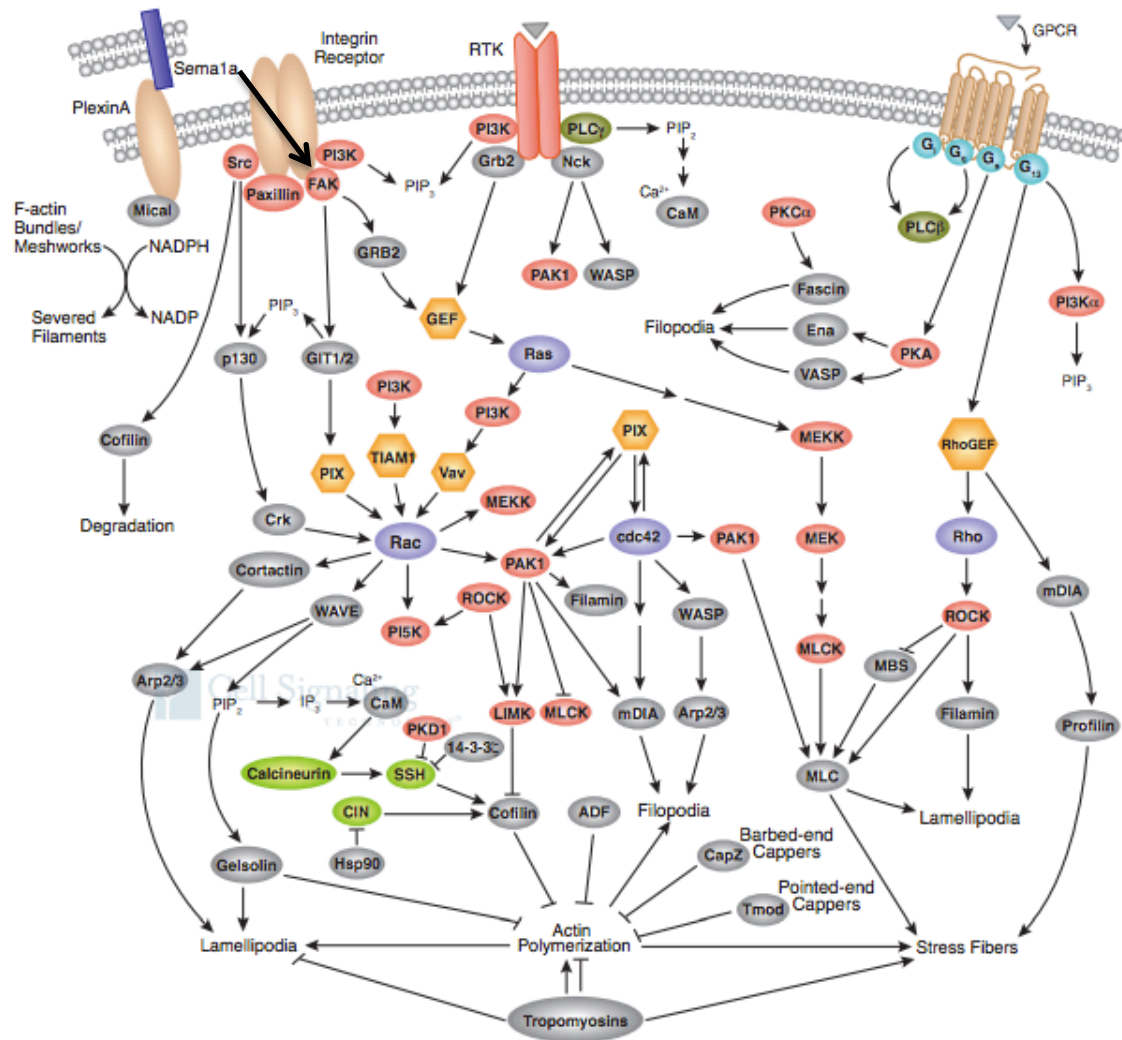 Integrin
Receptor
RTK
GPCR
Sema1a
PlexinA
PI3K
PLCγ
PIP2
Gi
Gq
Gs
G13
Src
PI3K
Grb2
Nck
Paxillin
FAK
PIP3
Ca2+
CaM
PKCα
PLCβ
Mical
F-actin
Bundles/
Meshworks
NADPH
GRB2
PAK1
WASP
Fascin
PI3Kα
Severed
Filaments
NADP
PIP3
GEF
Filopodia
Ena
p130
GIT1/2
Ras
VASP
PKA
PIP3
PI3K
PI3K
Cofilin
PIX
MEKK
RhoGEF
PIX
TIAM1
Vav
MEKK
Degradation
Crk
Rac
cdc42
PAK1
MEK
Rho
Cortactin
PAK1
ROCK
Filamin
mDIA
WAVE
WASP
ROCK
PI5K
MLCK
MBS
Arp2/3
Cell Signaling
TECHNOLOGY®
PIP2
IP3
Ca2+
CaM
LIMK
MLCK
mDIA
Arp2/3
Filamin
Profilin
PKD1
14-3-3ζ
Calcineurin
SSH
MLC
CIN
Cofilin
ADF
Filopodia
Lamellipodia
Hsp90
Gelsolin
CapZ
Barbed-end
Cappers
Tmod
Pointed-end
Cappers
Lamellipodia
Actin
Polymerization
Stress Fibers
Tropomyosins